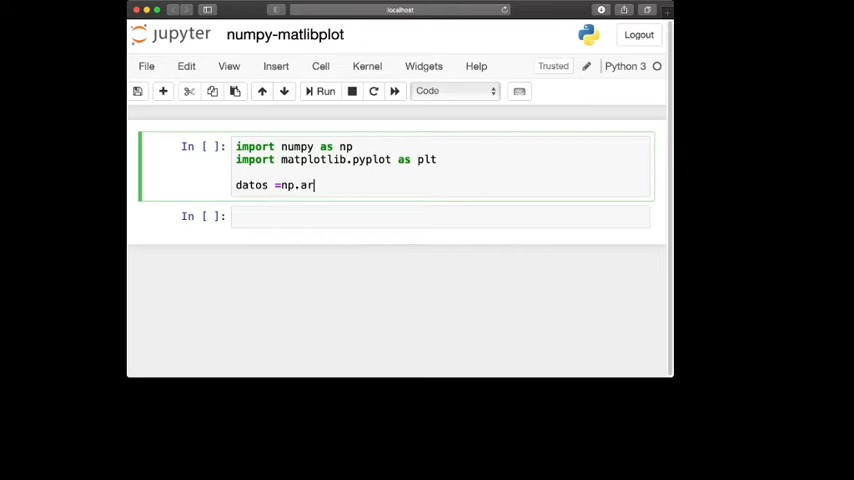 localhost
jupyter numpy-matlibplot Logout
File Edit View Insert Cell Kernel Widgets Help Trusted Python 3
Run Code
In [ ]: import numpy as np
import matplotlib.pyplot as plt
datos =np.ar
In [ ]: